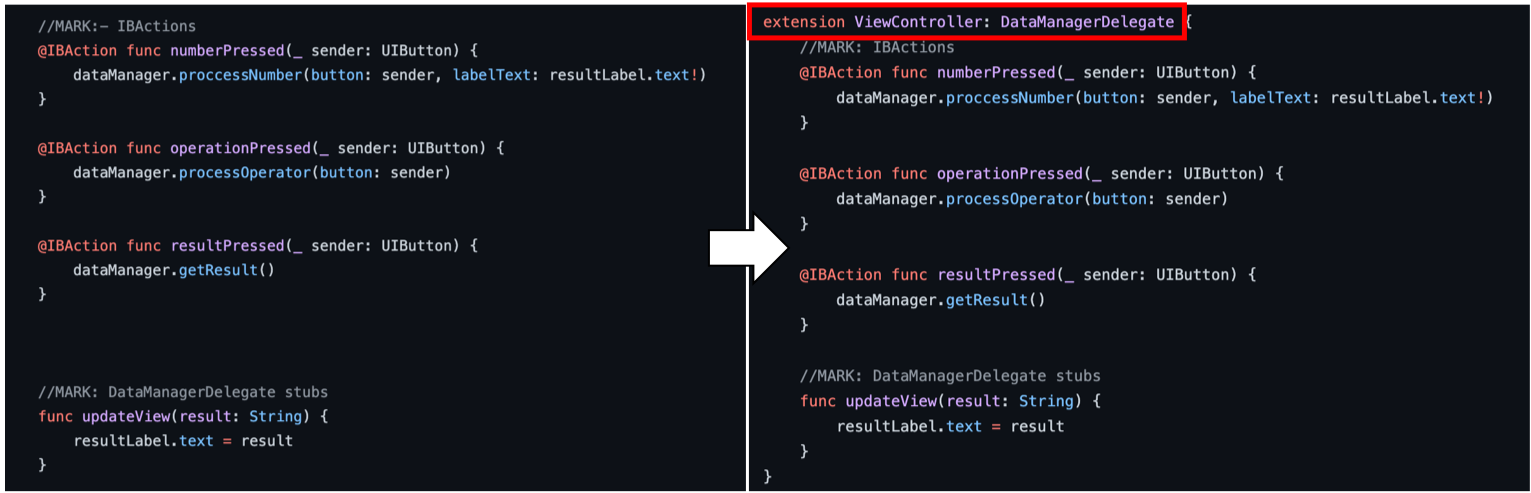 //MARK:- IBActions
@IBAction func numberPressed(_ sender: UIButton) {
    dataManager.proccessNumber(button: sender, labelText: resultLabel.text!)
}

@IBAction func operationPressed(_ sender: UIButton) {
    dataManager.processOperator(button: sender)
}

@IBAction func resultPressed(_ sender: UIButton) {
    dataManager.getResult()
}

//MARK: DataManagerDelegate stubs
func updateView(result: String) {
    resultLabel.text = result
}

extension ViewController: DataManagerDelegate {
    //MARK: IBActions
    @IBAction func numberPressed(_ sender: UIButton) {
        dataManager.proccessNumber(button: sender, labelText: resultLabel.text!)
    }

    @IBAction func operationPressed(_ sender: UIButton) {
        dataManager.processOperator(button: sender)
    }

    @IBAction func resultPressed(_ sender: UIButton) {
        dataManager.getResult()
    }

    //MARK: DataManagerDelegate stubs
    func updateView(result: String) {
        resultLabel.text = result
    }
}